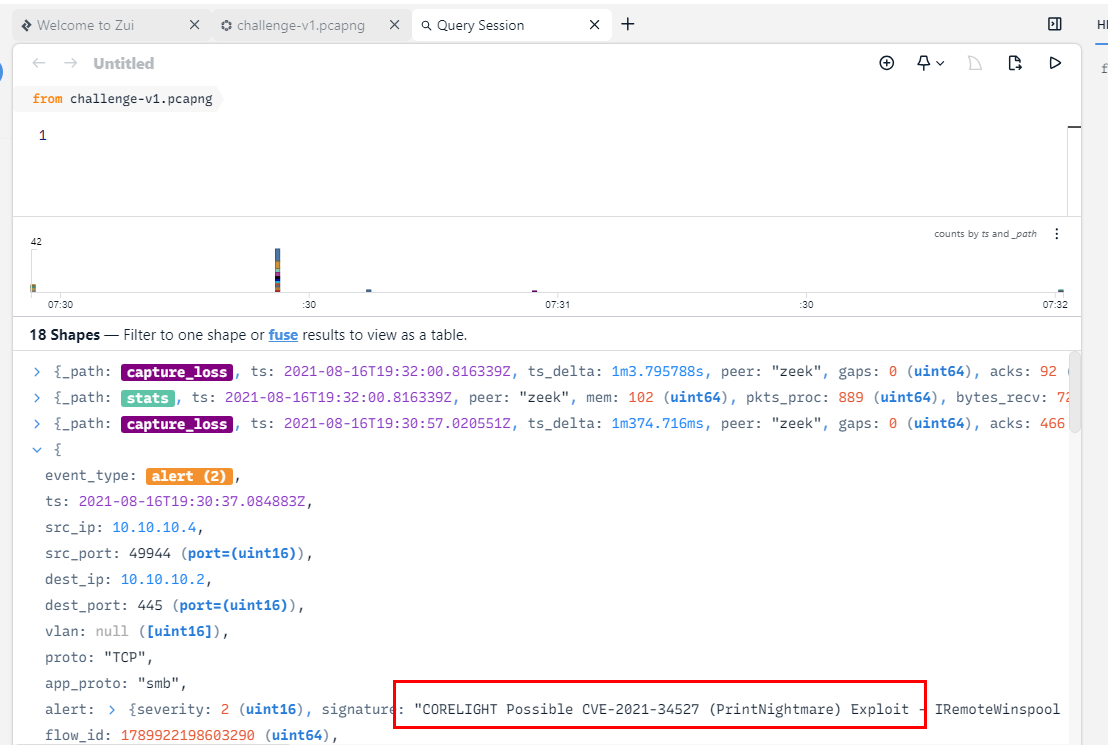 Welcome to Zui challenge-v1.pcapng Query Session
Untitled
from challenge-v1.pcapng
1
counts by ts and _path
42
07:30 :30 07:31 :30 07:32
18 Shapes — Filter to one shape or fuse results to view as a table.
{_path: capture_loss, ts: 2021-08-16T19:32:00.816339Z, ts_delta: 1m3.795788s, peer: "zeek", gaps: 0 (uint64), acks: 92 (
{_path: stats, ts: 2021-08-16T19:32:00.816339Z, peer: "zeek", mem: 102 (uint64), pkts_proc: 889 (uint64), bytes_recv: 72
{_path: capture_loss, ts: 2021-08-16T19:30:57.020551Z, ts_delta: 1m374.716ms, peer: "zeek", gaps: 0 (uint64), acks: 466
{
event_type: alert (2),
ts: 2021-08-16T19:30:37.084883Z,
src_ip: 10.10.10.4,
src_port: 49944 (port=(uint16)),
dest_ip: 10.10.10.2,
dest_port: 445 (port=(uint16)),
vlan: null ([uint16]),
proto: "TCP",
app_proto: "smb",
alert: {severity: 2 (uint16), signature: "CORELIGHT Possible CVE-2021-34527 (PrintNightmare) Exploit - IRemoteWinspool
flow_id: 1789922198603290 (uint64),